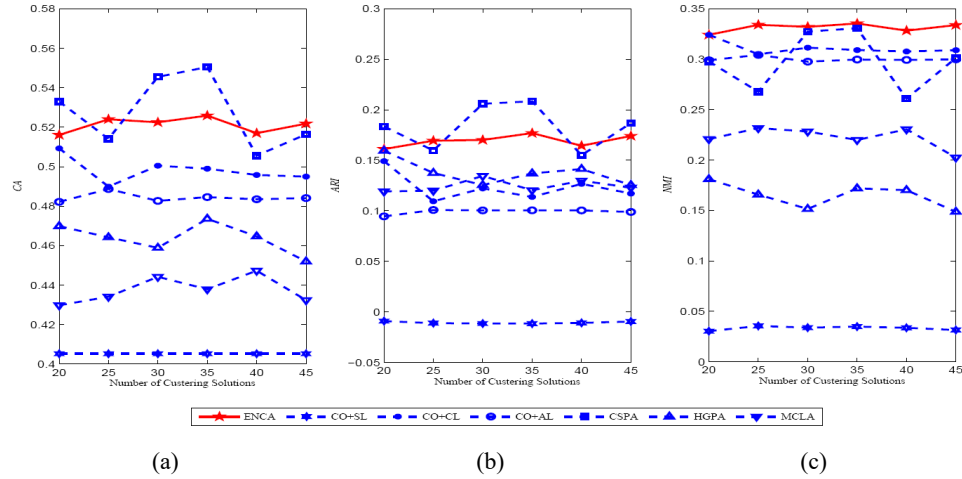 0.58
0.56
0.54
0.52
0.5
0.48
0.46
0.44
0.42
0.4
CA
20 25 30 35 40 45
Number of Custering Solutions
0.3
0.25
0.2
0.15
0.1
0.05
0
−0.05
ARI
20 25 30 35 40 45
Number of Custering Solutions
0.35
0.3
0.25
0.2
0.15
0.1
0.05
0
NMI
20 25 30 35 40 45
Number of Custering Solutions
ENCA CO+SL CO+CL CO+AL CSPA HGPA MCLA
(a) (b) (c)